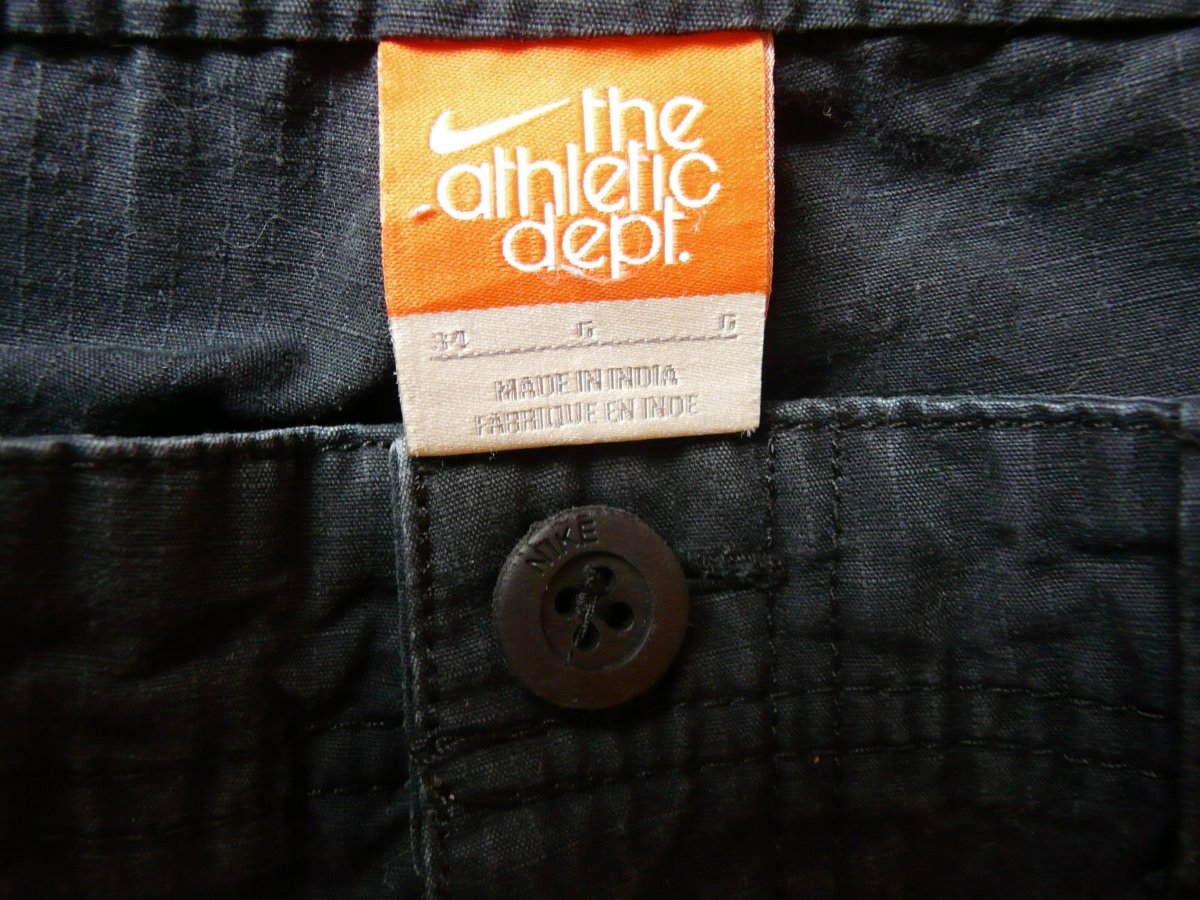 the
athletic
dept.
34 G G
MADE IN INDIA
FABRIQUE EN INDE
NIKE